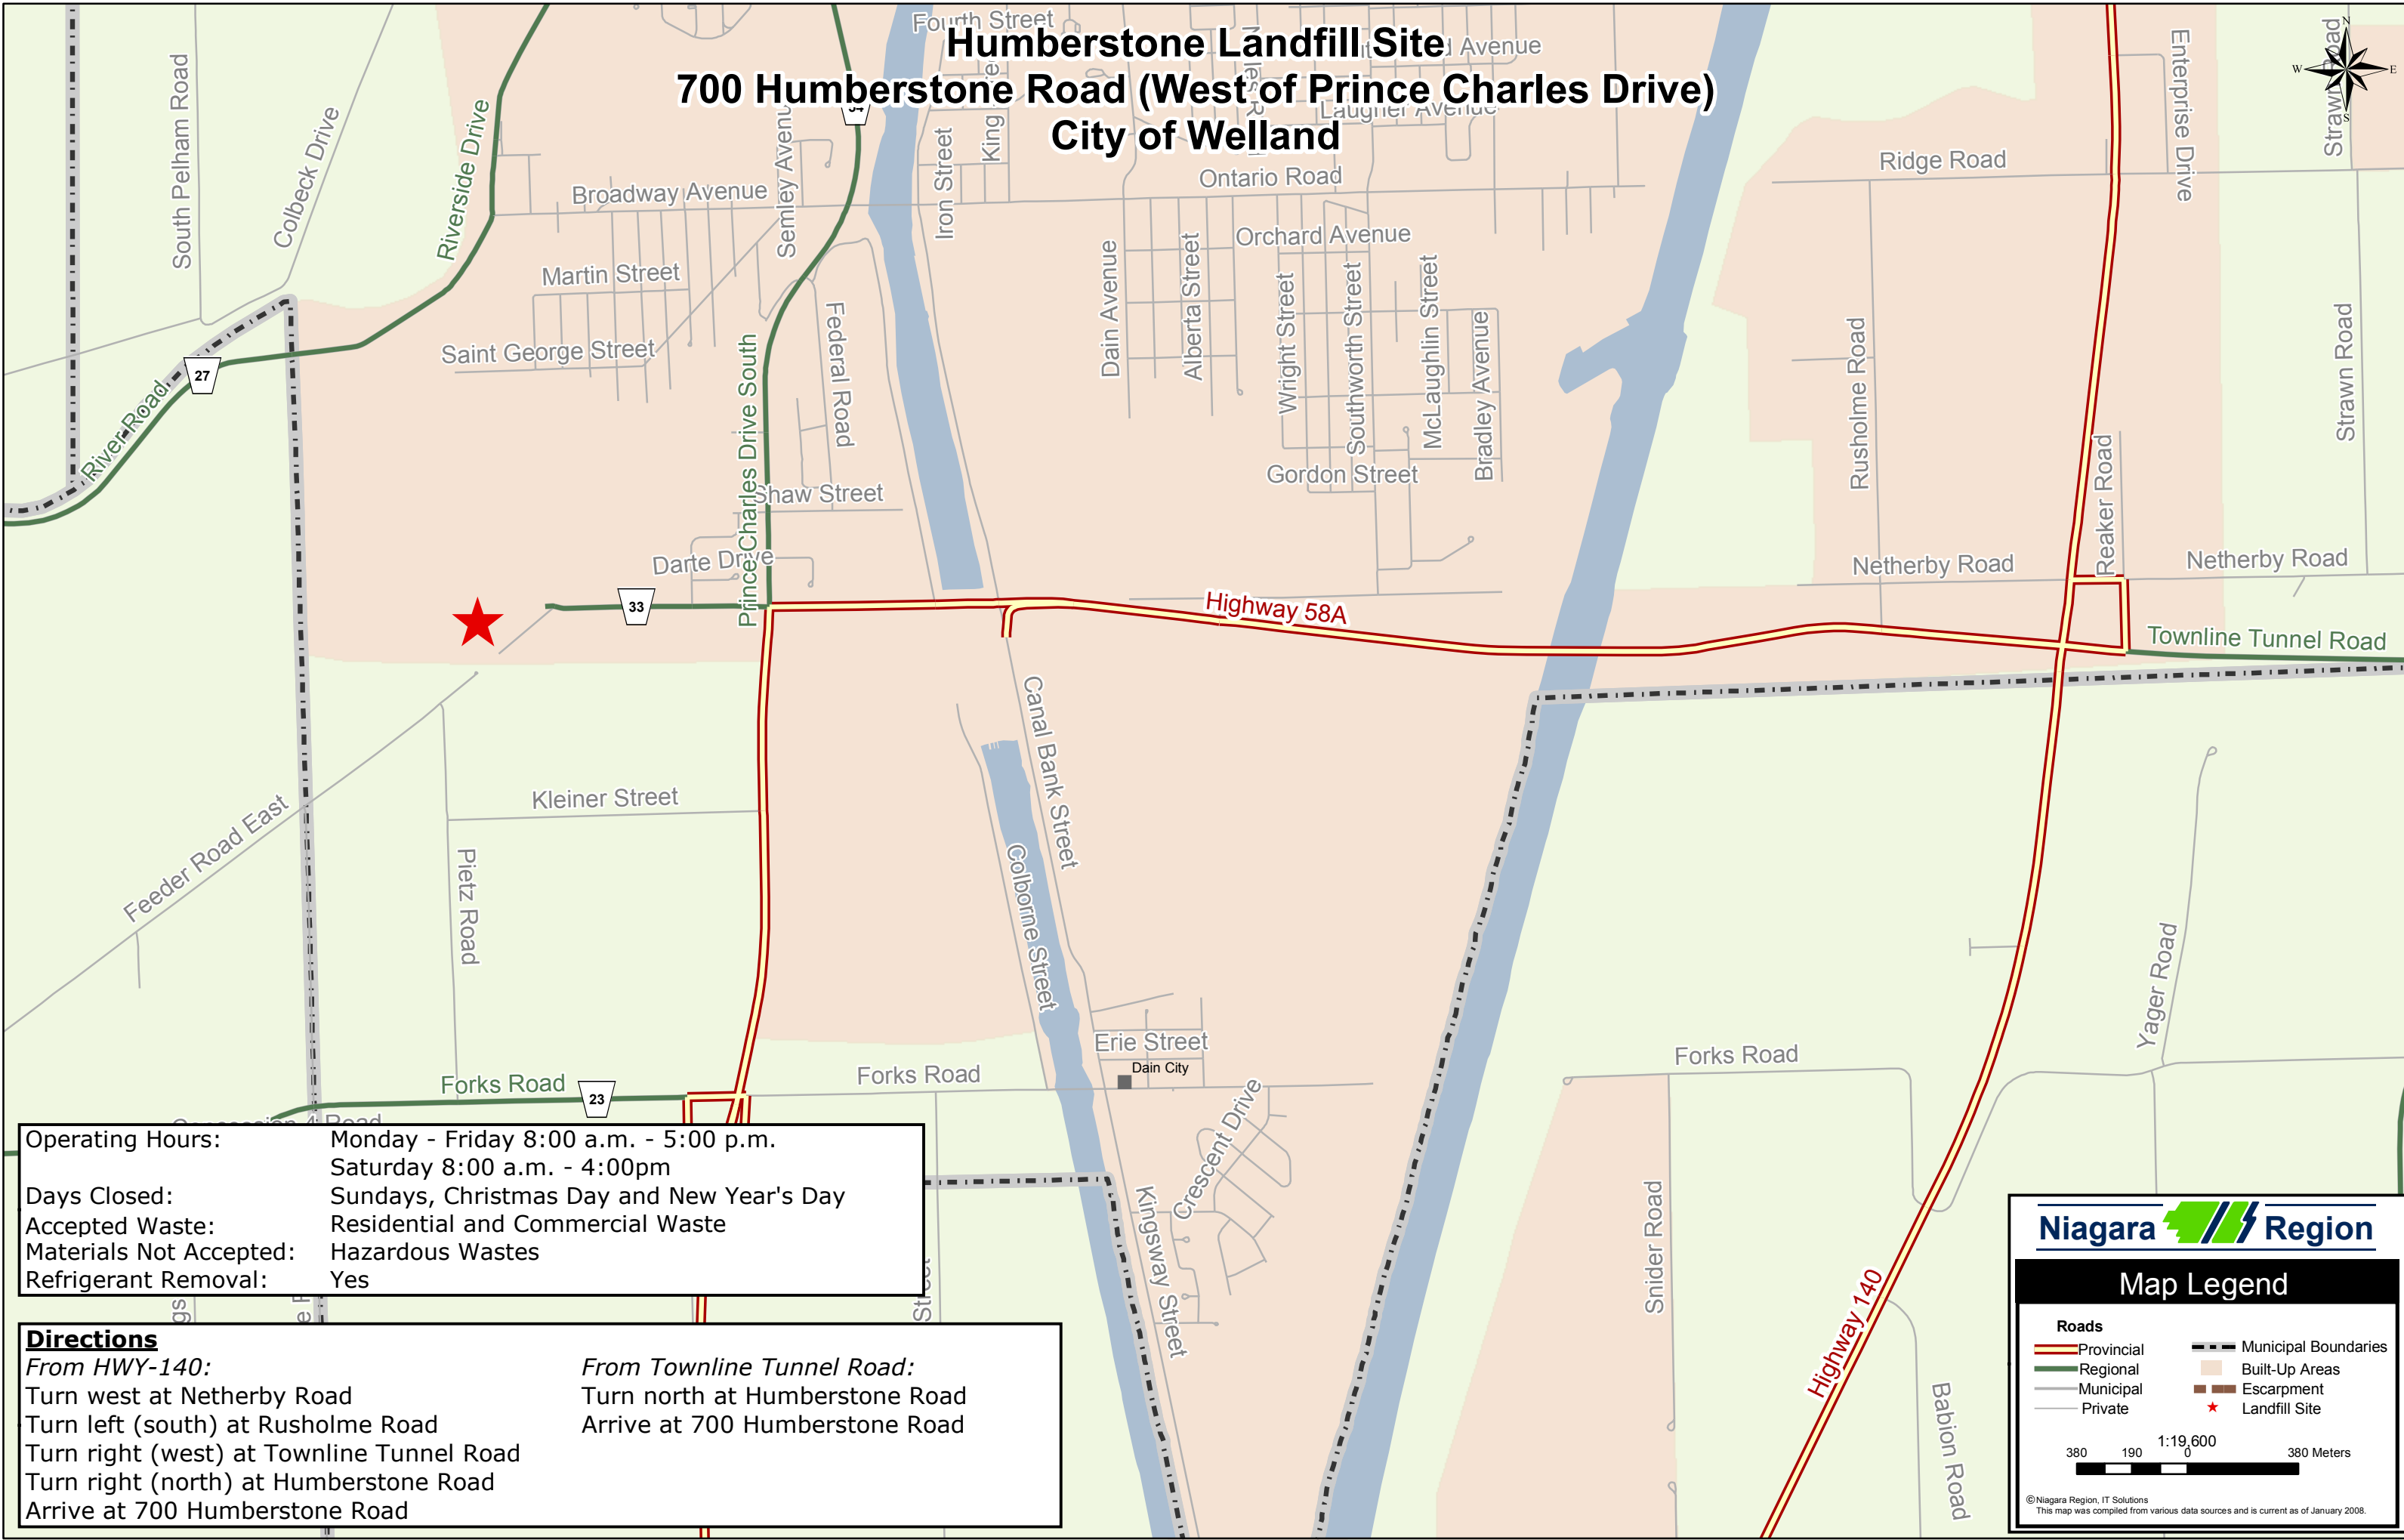 Humberstone Landfill Site
700 Humberstone Road (West of Prince Charles Drive)
City of Welland
Fourth Street
Avenue
Laugher Avenue
Enterprise Drive
N
W
E
S
South Pelham Road
Colbeck Drive
Riverside Drive
Semley Avenue
Iron Street
King
Ridge Road
Ontario Road
Broadway Avenue
Orchard Avenue
Martin Street
Federal Road
Dain Avenue
Alberta Street
Wright Street
Southworth Street
McLaughlin Street
Bradley Avenue
Rusholme Road
Strawn Road
Saint George Street
27
River Road
Prince Charles Drive South
Gordon Street
Shaw Street
Reaker Road
Darte Drive
Netherby Road
Netherby Road
33
Highway 58A
Townline Tunnel Road
Canal Bank Street
Kleiner Street
Feeder Road East
Pietz Road
Colborne Street
Yager Road
Erie Street
Dain City
Forks Road
23
Forks Road
Forks Road
Crescent Drive
Kingsway Street
Snider Road
Highway 140
Babion Road
Operating Hours: Monday - Friday 8:00 a.m. - 5:00 p.m.
Saturday 8:00 a.m. - 4:00pm
Days Closed: Sundays, Christmas Day and New Year's Day
Accepted Waste: Residential and Commercial Waste
Materials Not Accepted: Hazardous Wastes
Refrigerant Removal: Yes
Directions
From HWY-140:
Turn west at Netherby Road
Turn left (south) at Rusholme Road
Turn right (west) at Townline Tunnel Road
Turn right (north) at Humberstone Road
Arrive at 700 Humberstone Road
From Townline Tunnel Road:
Turn north at Humberstone Road
Arrive at 700 Humberstone Road
Niagara Region
Map Legend
Roads
Provincial
Regional
Municipal
Private
Municipal Boundaries
Built-Up Areas
Escarpment
Landfill Site
1:19,600
380 190 0 380 Meters
©Niagara Region, IT Solutions
This map was compiled from various data sources and is current as of January 2008.